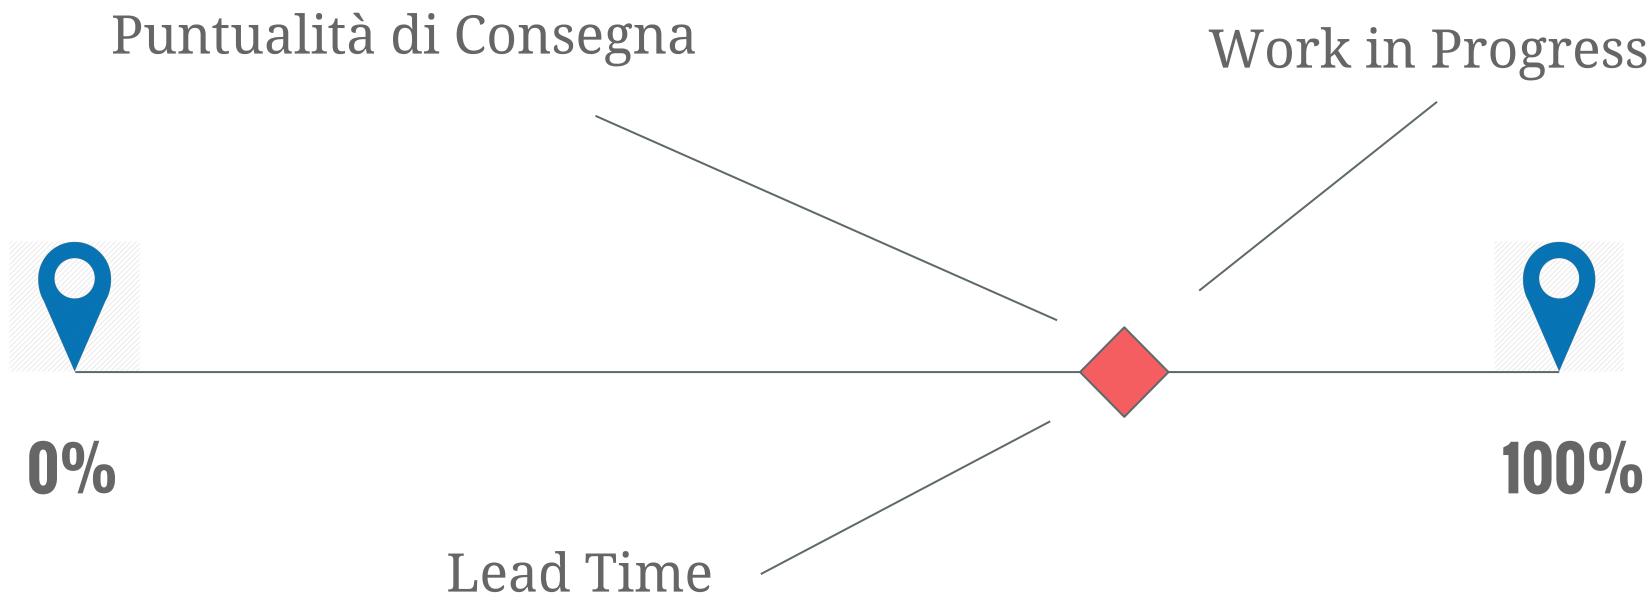 Puntualità di Consegna
Work in Progress
0%
100%
Lead Time